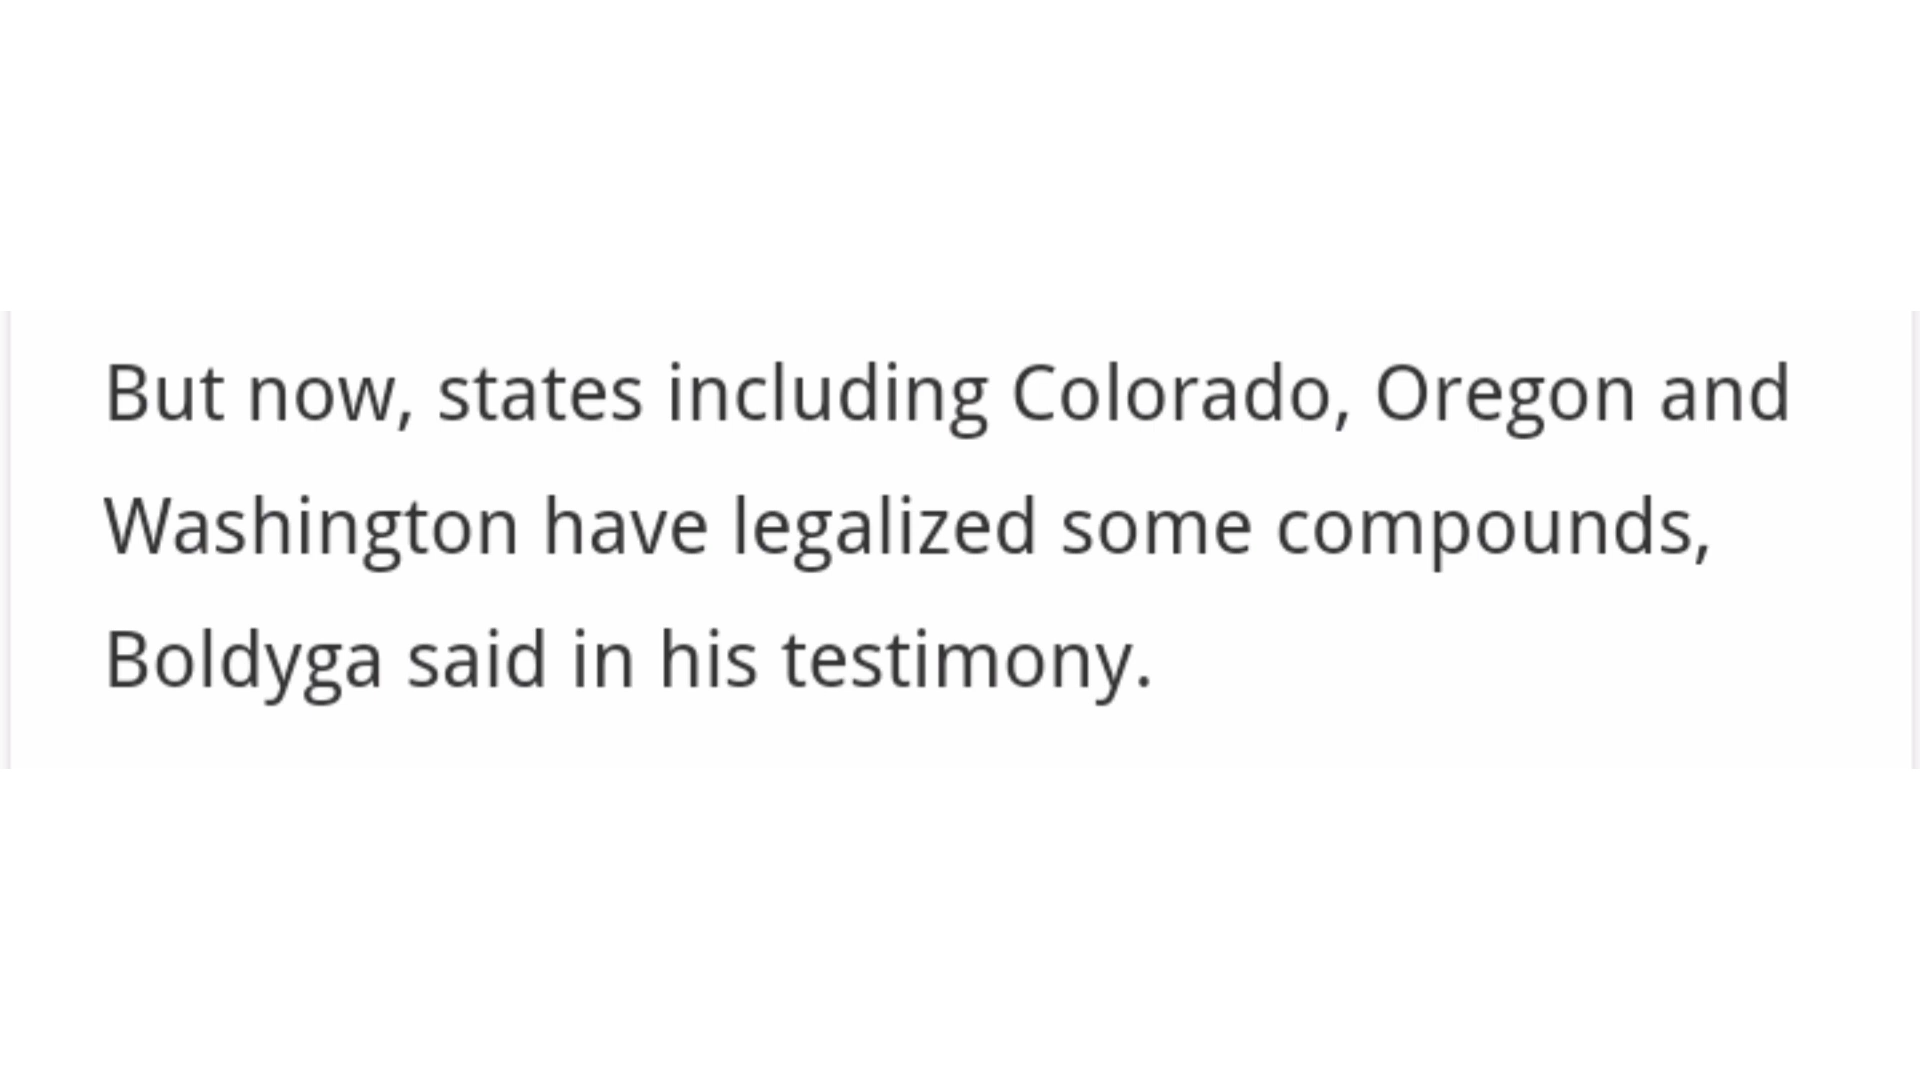 But now, states including Colorado, Oregon and
Washington have legalized some compounds,
Boldyga said in his testimony.